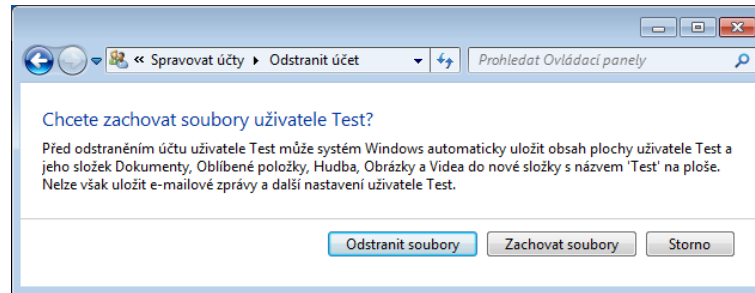 « Spravovat účty ▸ Odstranit účet
Prohledat Ovládací panely
Chcete zachovat soubory uživatele Test?
Před odstraněním účtu uživatele Test může systém Windows automaticky uložit obsah plochy uživatele Test a
jeho složek Dokumenty, Oblíbené položky, Hudba, Obrázky a Videa do nové složky s názvem 'Test' na ploše.
Nelze však uložit e-mailové zprávy a další nastavení uživatele Test.
Odstranit soubory
Zachovat soubory
Storno